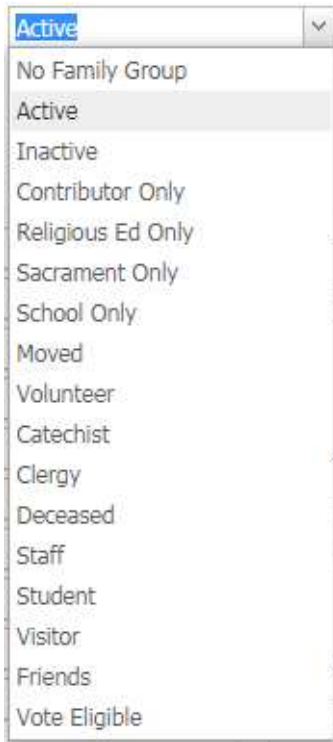 Active
No Family Group
Active
Inactive
Contributor Only
Religious Ed Only
Sacrament Only
School Only
Moved
Volunteer
Catechist
Clergy
Deceased
Staff
Student
Visitor
Friends
Vote Eligible